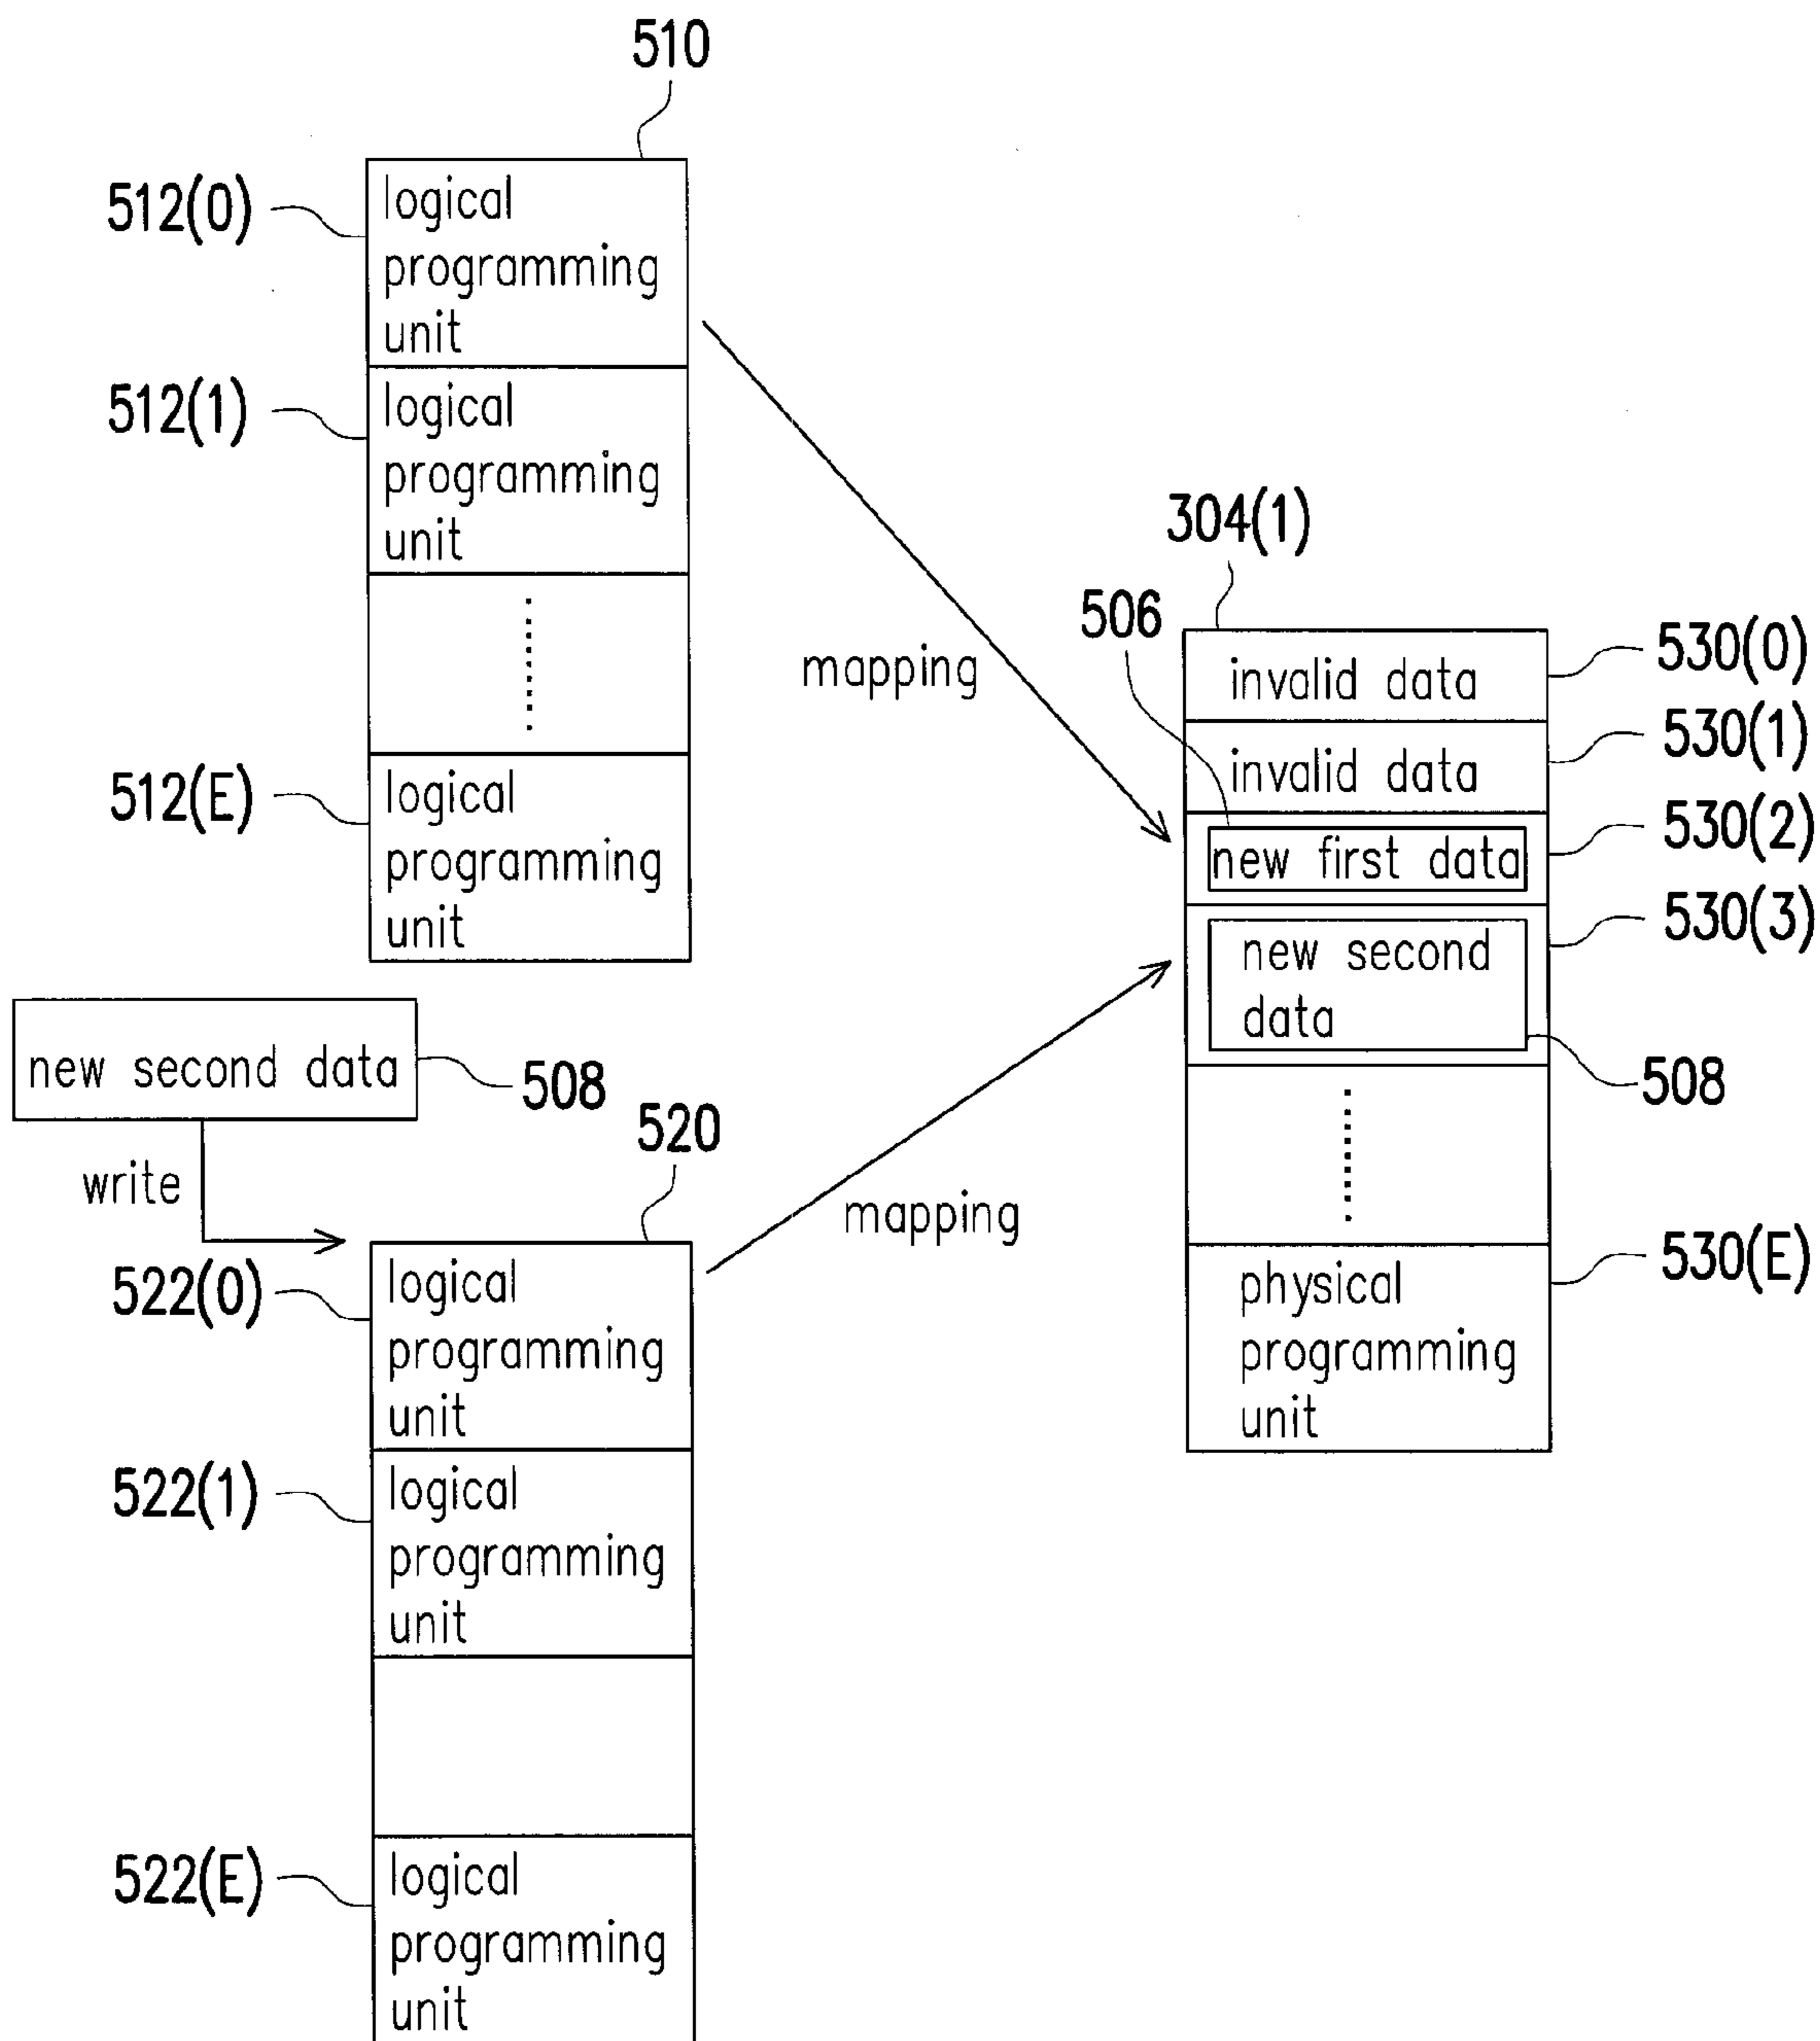 510
512(0)
logical
programming
unit
512(1)
logical
programming
unit
512(E)
logical
programming
unit
mapping
304(1)
506
invalid data
530(0)
invalid data
530(1)
new first data
530(2)
new second
data
530(3)
508
physical
programming
unit
530(E)
new second data
508
write
520
mapping
522(0)
logical
programming
unit
522(1)
logical
programming
unit
522(E)
logical
programming
unit